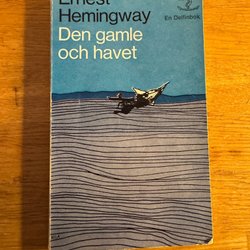 Ernest
Hemingway
Den gamle
och havet
En Delfinbok